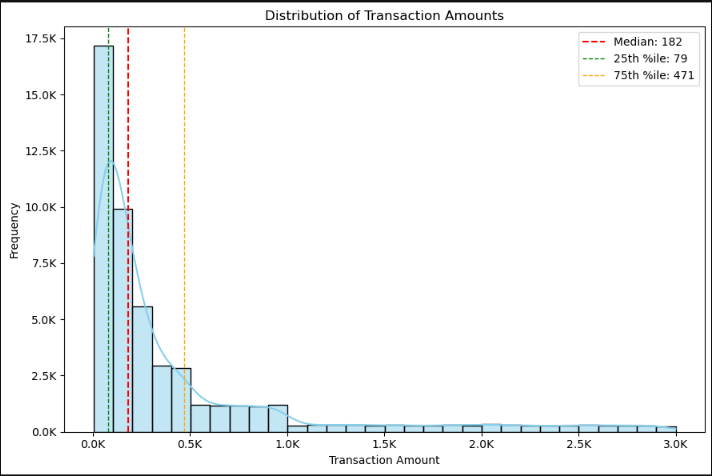 Distribution of Transaction Amounts
Median: 182
25th %ile: 79
75th %ile: 471
17.5K
15.0K
12.5K
10.0K
7.5K
5.0K
2.5K
0.0K
Frequency
0.0K 0.5K 1.0K 1.5K 2.0K 2.5K 3.0K
Transaction Amount